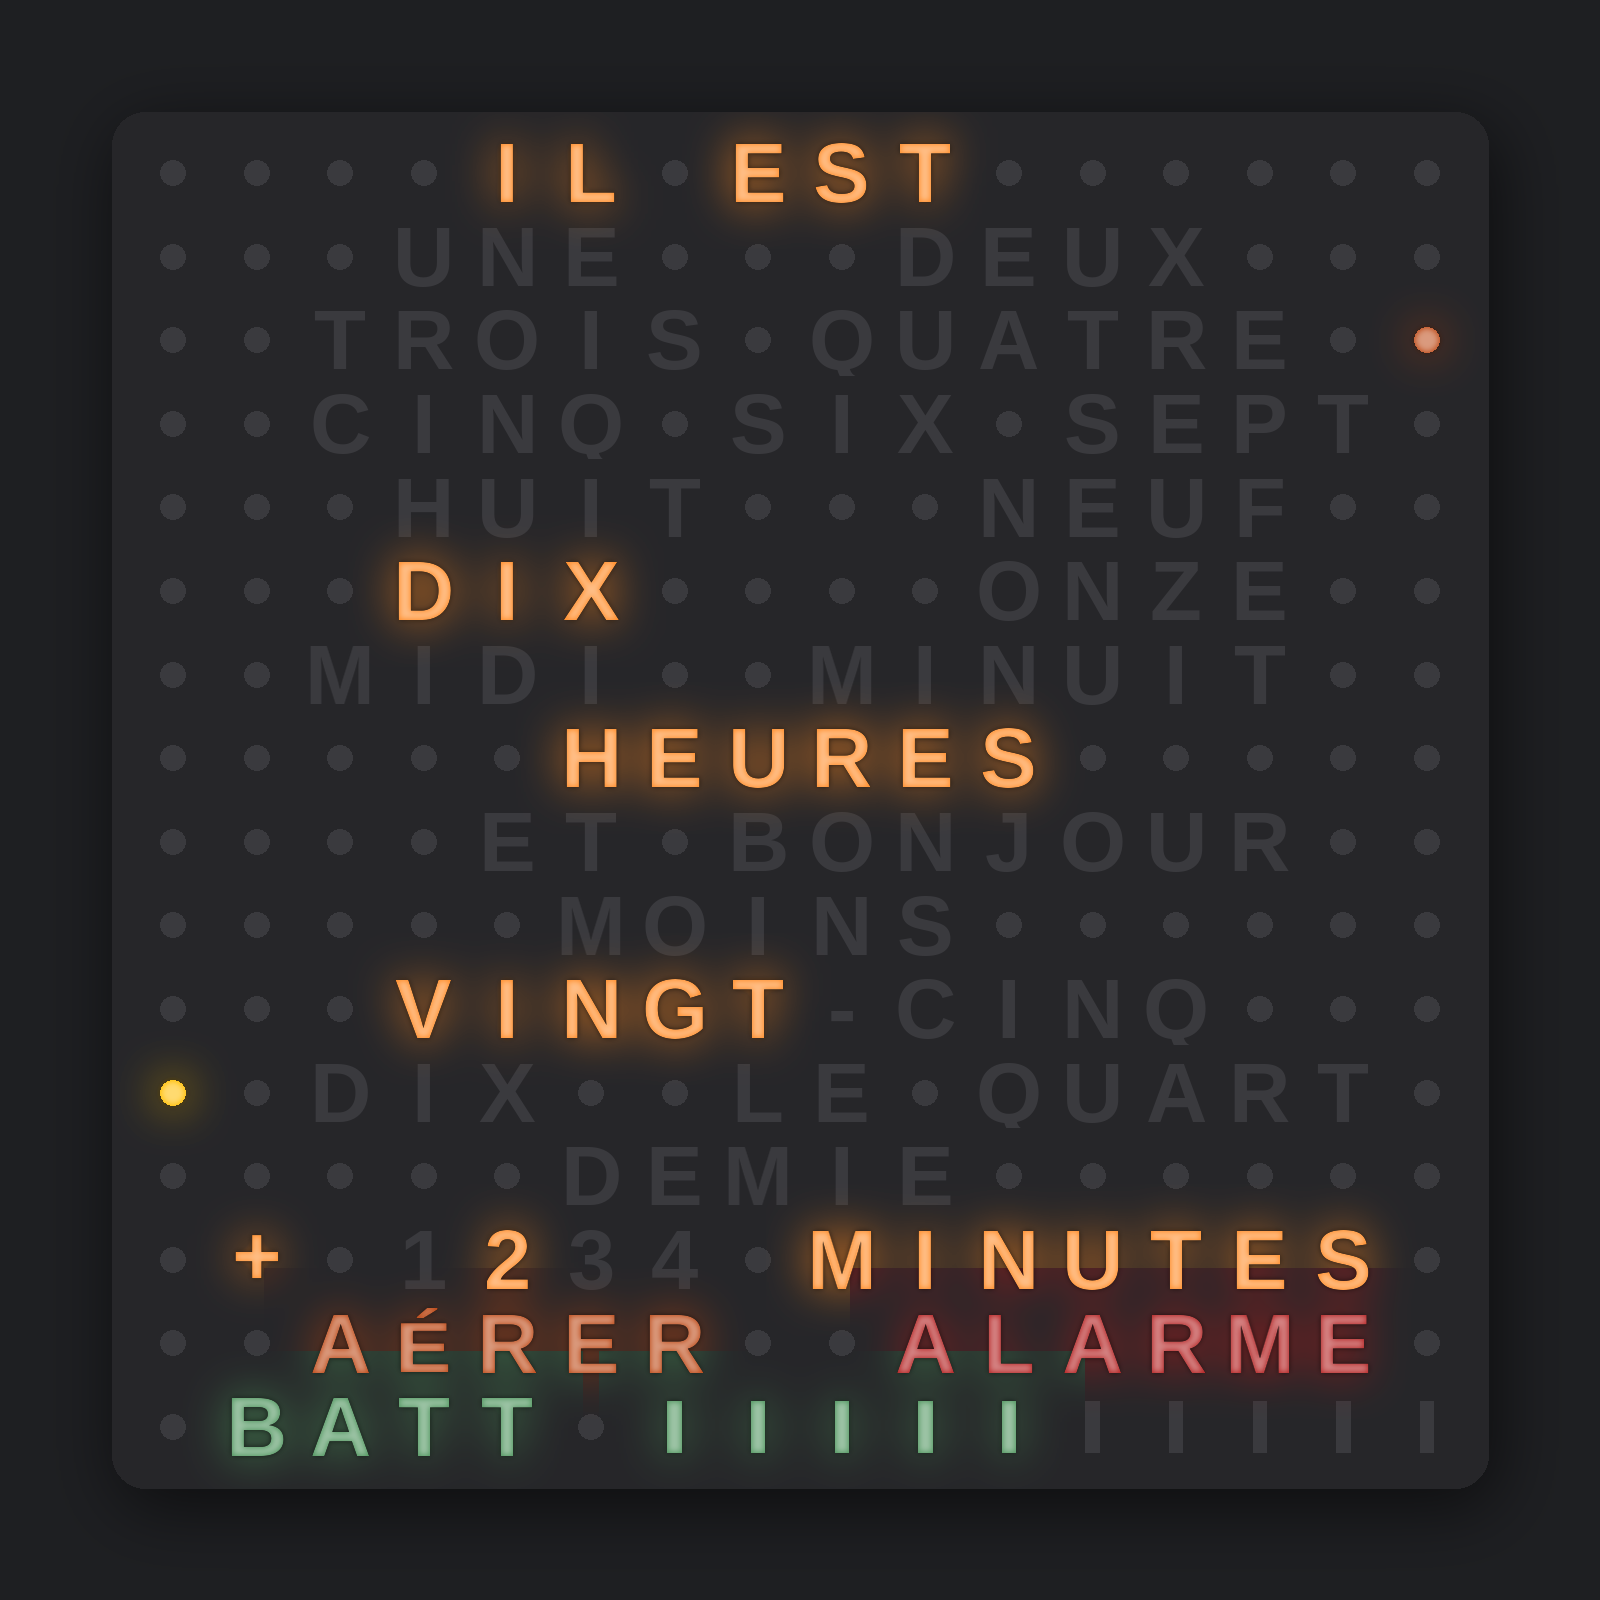 IL EST
UNE DEUX
TROIS QUATRE
CINQ SIX SEPT
HUIT NEUF
DIX ONZE
MIDI MINUIT
HEURES
ET BONJOUR
MOINS
VINGT-CINQ
DIX LE QUART
DEMIE
+ 1 2 3 4 MINUTES
AÉRER ALARME
BATT IIIIIIIIII